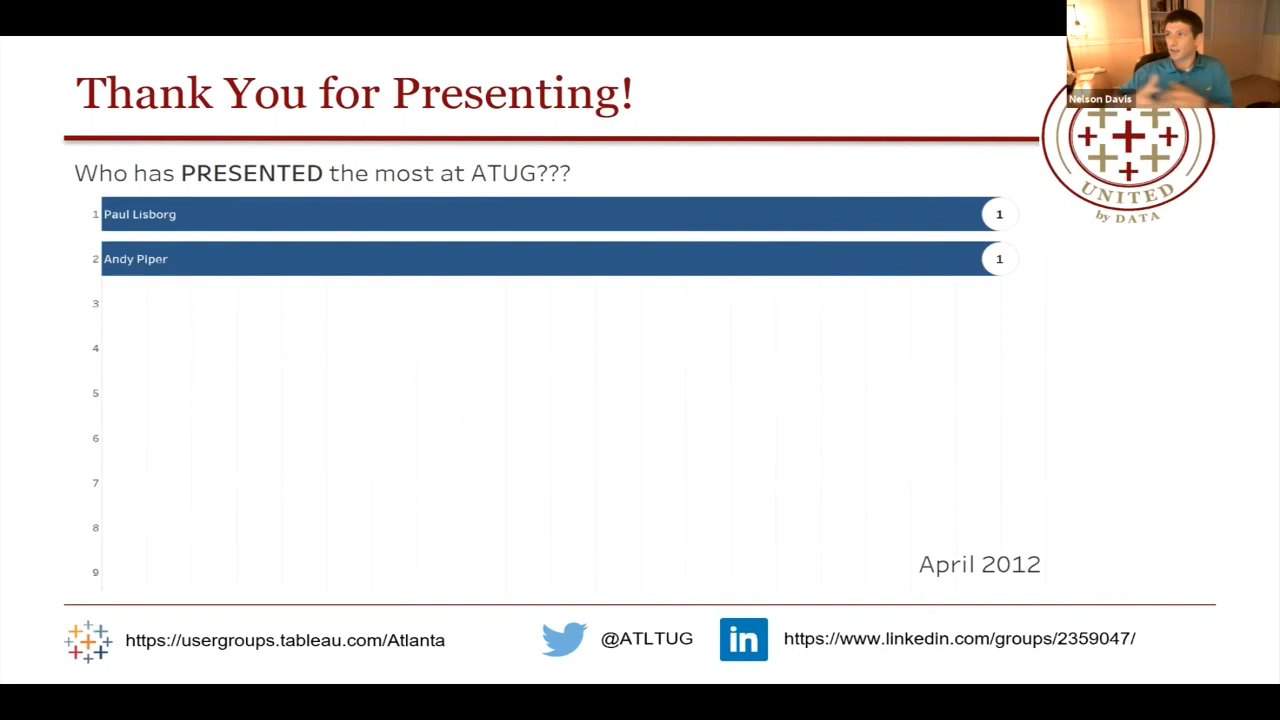 Thank You for Presenting!
Nelson Davis
Who has PRESENTED the most at ATUG???
UNITED
by DATA
1 Paul Lisborg 1
2 Andy Piper 1
3
4
5
6
7
8
9
April 2012
https://usergroups.tableau.com/Atlanta
@ATLTUG
in
https://www.linkedin.com/groups/2359047/